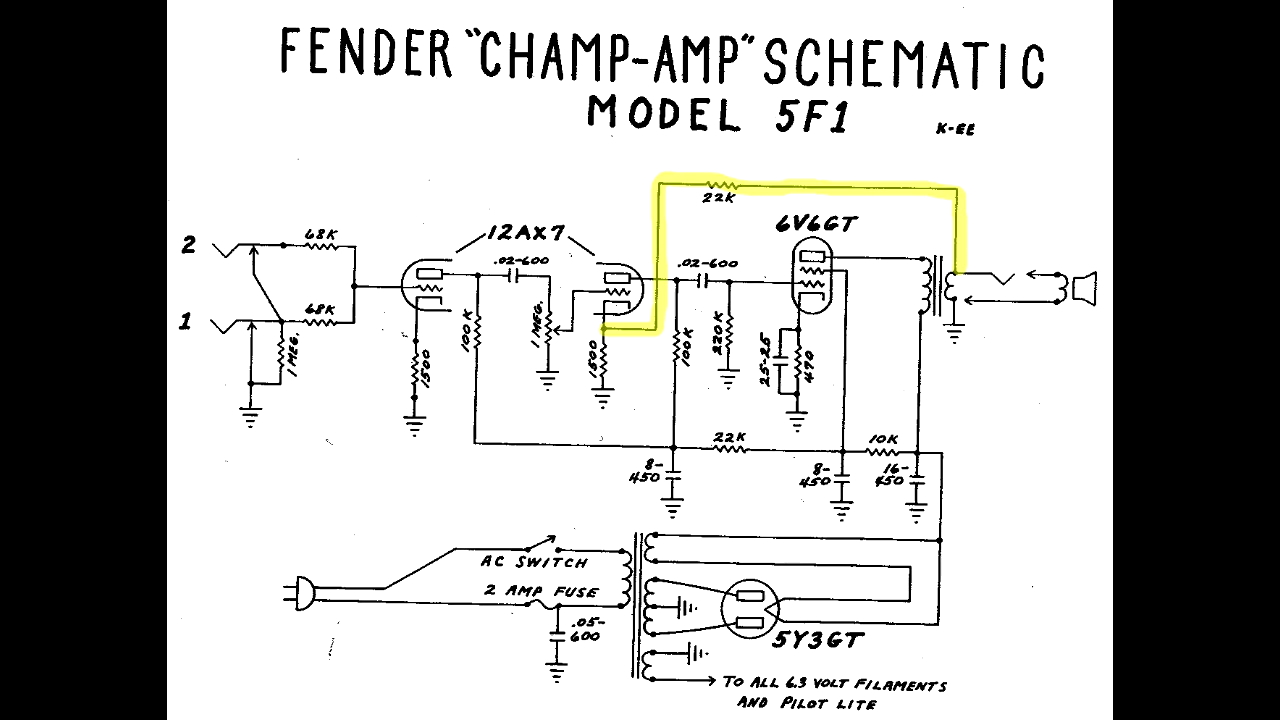 FENDER "CHAMP-AMP" SCHEMATIC
MODEL 5F1
K-EE
22K
6V6GT
2
68K
12AX7
.02-600
.02-600
1
68K
1 MEG.
1500
100K
1 MEG.
1500
100K
220K
25-25
470
22K
10K
8-
450
8-
450
16-
450
AC SWITCH
2 AMP FUSE
.05-
600
5Y3GT
TO ALL 6.3 VOLT FILAMENTS
AND PILOT LITE